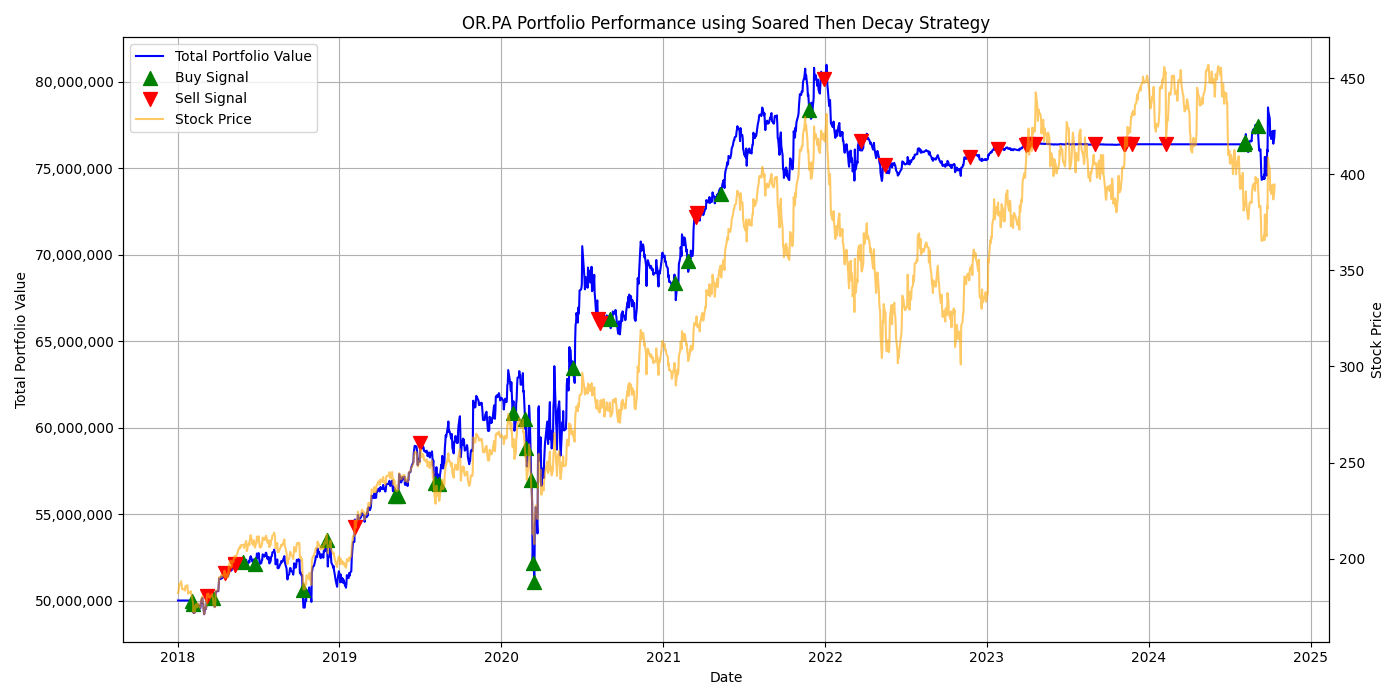 OR.PA Portfolio Performance using Soared Then Decay Strategy
Total Portfolio Value
Buy Signal
Sell Signal
Stock Price
80,000,000
75,000,000
70,000,000
65,000,000
60,000,000
55,000,000
50,000,000
Total Portfolio Value
450
400
350
300
250
200
Stock Price
2018
2019
2020
2021
2022
2023
2024
2025
Date